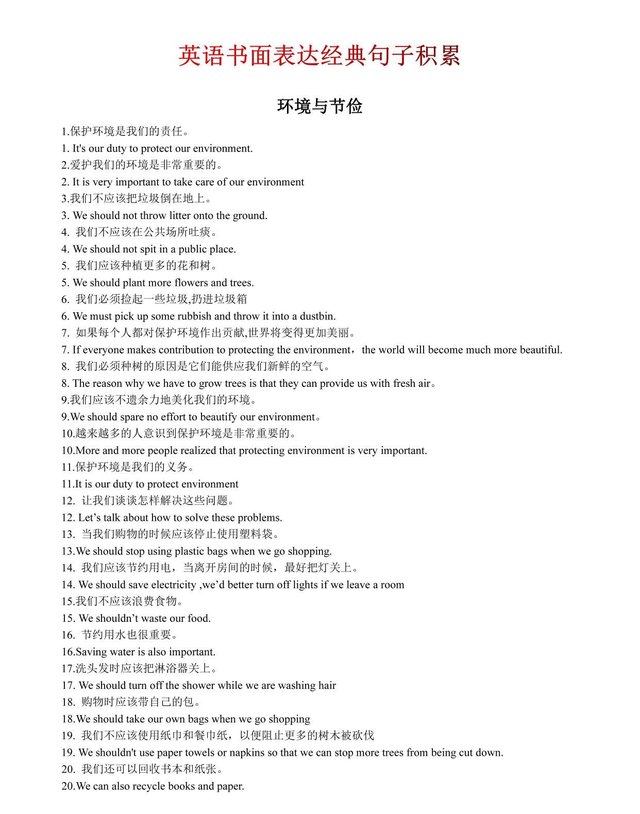 英语书面表达经典句子积累
环境与节俭
1.保护环境是我们的责任。
1. It's our duty to protect our environment.
2.爱护我们的环境是非常重要的。
2. It is very important to take care of our environment
3.我们不应该把垃圾倒在地上。
3. We should not throw litter onto the ground.
4. 我们不应该在公共场所吐痰。
4. We should not spit in a public place.
5. 我们应该种植更多的花和树。
5. We should plant more flowers and trees.
6. 我们必须捡起一些垃圾,扔进垃圾箱
6. We must pick up some rubbish and throw it into a dustbin.
7. 如果每个人都对保护环境作出贡献,世界将变得更加美丽。
7. If everyone makes contribution to protecting the environment，the world will become much more beautiful.
8. 我们必须种树的原因是它们能供应我们新鲜的空气。
8. The reason why we have to grow trees is that they can provide us with fresh air。
9.我们应该不遗余力地美化我们的环境。
9.We should spare no effort to beautify our environment。
10.越来越多的人意识到保护环境是非常重要的。
10.More and more people realized that protecting environment is very important.
11.保护环境是我们的义务。
11.It is our duty to protect environment
12. 让我们谈谈怎样解决这些问题。
12. Let’s talk about how to solve these problems.
13. 当我们购物的时候应该停止使用塑料袋。
13.We should stop using plastic bags when we go shopping.
14. 我们应该节约用电，当离开房间的时候，最好把灯关上。
14. We should save electricity ,we’d better turn off lights if we leave a room
15.我们不应该浪费食物。
15. We shouldn’t waste our food.
16. 节约用水也很重要。
16.Saving water is also important.
17.洗头发时应该把淋浴器关上。
17. We should turn off the shower while we are washing hair
18. 购物时应该带自己的包。
18.We should take our own bags when we go shopping
19. 我们不应该使用纸巾和餐巾纸，以便阻止更多的树木被砍伐
19. We shouldn't use paper towels or napkins so that we can stop more trees from being cut down.
20. 我们还可以回收书本和纸张。
20.We can also recycle books and paper.